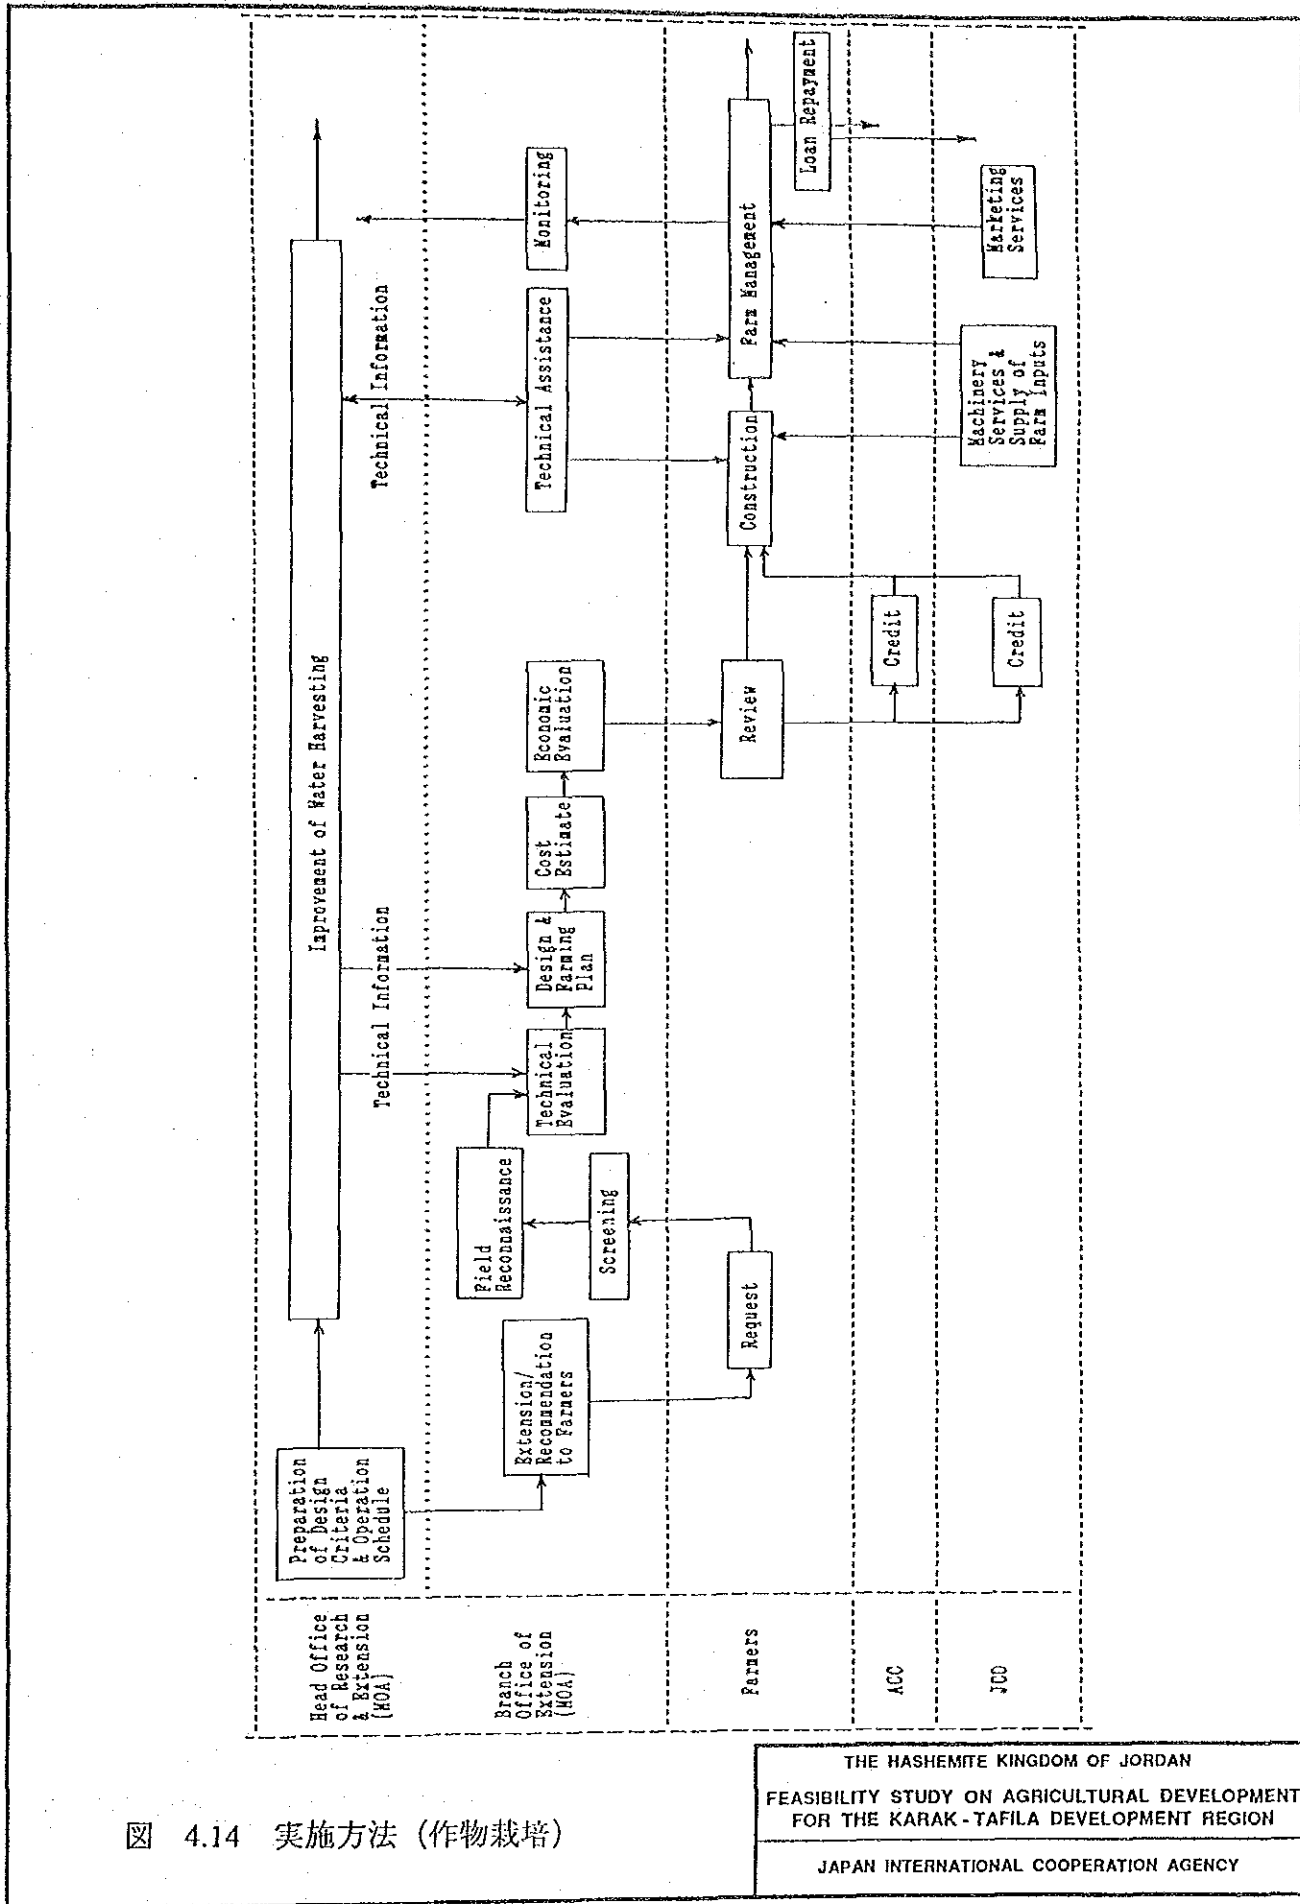 Head Office
of Research
& Extension
(MOA)
Preparation
of Design
Criteria
& Operation
Schedule
Improvement of Water Harvesting
Technical Information
Technical Information
Branch
Office of
Extension
(MOA)
Extension/
Recommendation
to Farmers
Field
Reconnaissance
Screening
Technical
Evaluation
Design &
Farming
Plan
Cost
Estimate
Economic
Evaluation
Technical Assistance
Monitoring
Farmers
Request
Review
Construction
Farm Management
Loan Repayment
ACC
Credit
JCO
Credit
Machinery
Services &
Supply of
Farm Inputs
Marketing
Services
図 4.14 実施方法 (作物栽培)
THE HASHEMITE KINGDOM OF JORDAN
FEASIBILITY STUDY ON AGRICULTURAL DEVELOPMENT
FOR THE KARAK-TAFILA DEVELOPMENT REGION
JAPAN INTERNATIONAL COOPERATION AGENCY